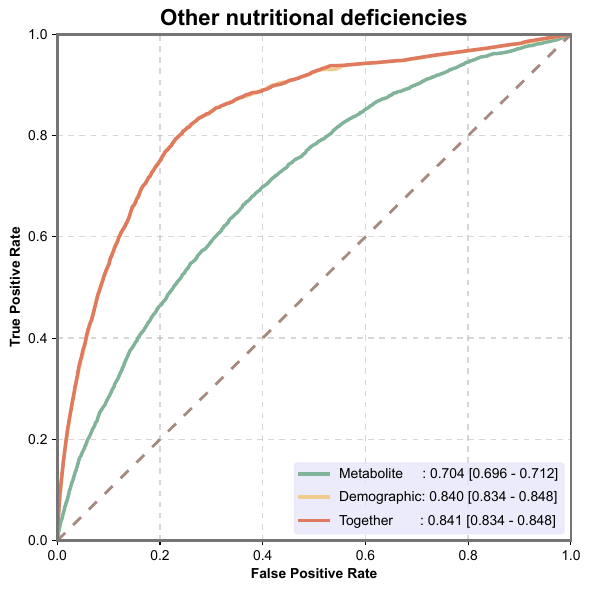 Other nutritional deficiencies
1.0
0.8
0.6
0.4
0.2
0.0
True Positive Rate
Metabolite : 0.704 [0.696 - 0.712]
Demographic: 0.840 [0.834 - 0.848]
Together : 0.841 [0.834 - 0.848]
0.0 0.2 0.4 0.6 0.8 1.0
False Positive Rate